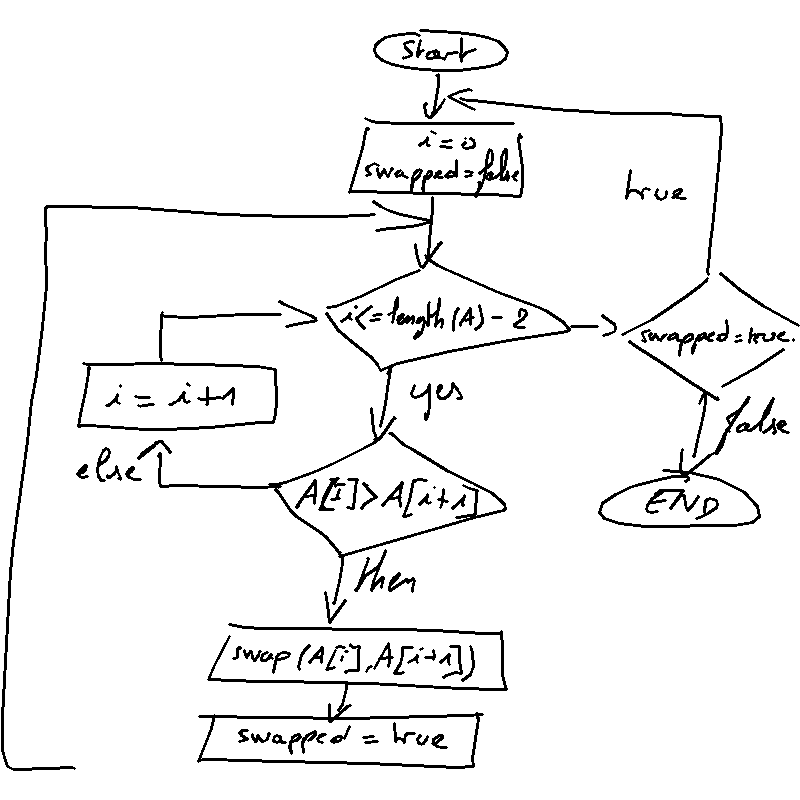 start
i = 0
swapped = false
true
i <= length (A) - 2
swapped = true.
i = i + 1
yes
false
else
A[I] > A[i + 1]
END
then
swap (A[i], A[i+1])
swapped = true